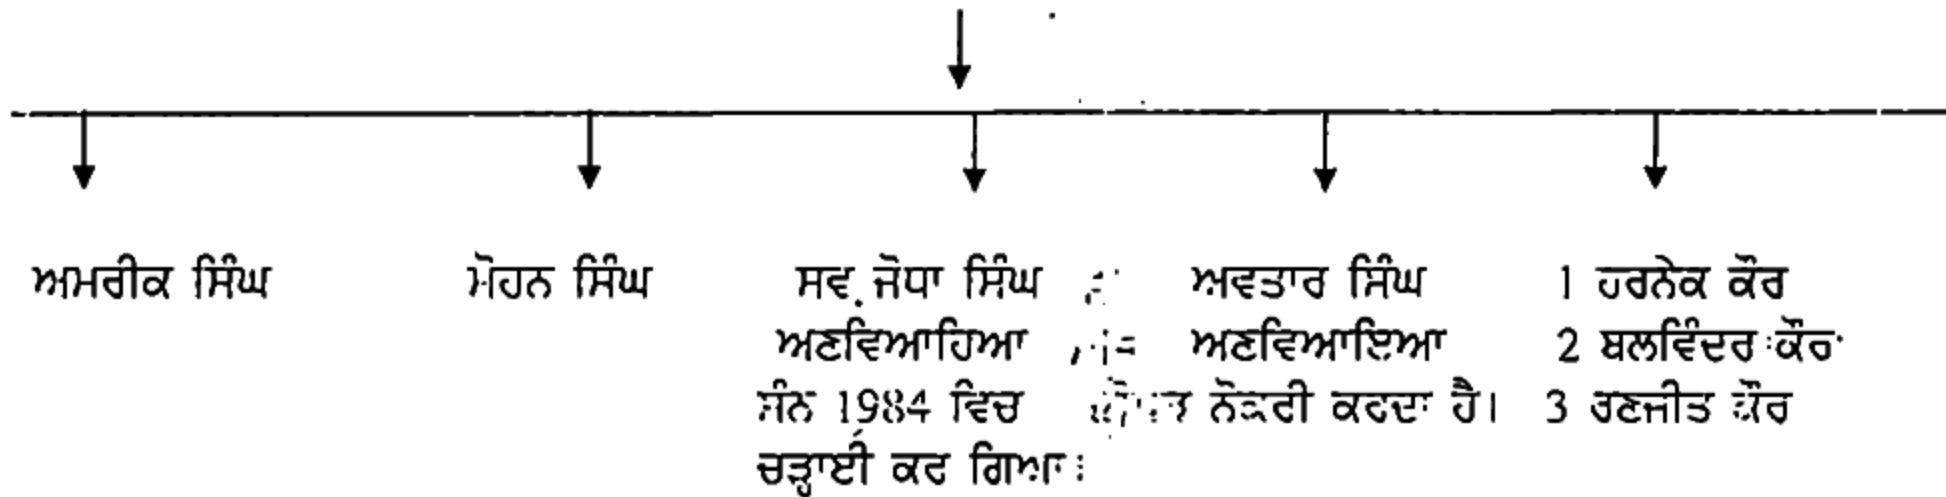 ਅਮਰੀਕ ਸਿੰਘ
ਮੋਹਨ ਸਿੰਘ
ਸਵ. ਜੋਧਾ ਸਿੰਘ
ਅਣਵਿਆਹਿਆ
ਸੰਨ 1984 ਵਿਚ
ਚੜ੍ਹਾਈ ਕਰ ਗਿਆ।
ਅਵਤਾਰ ਸਿੰਘ
ਅਣਵਿਆਇਆ
ਨੌਕਰੀ ਕਰਦਾ ਹੈ।
1 ਹਰਨੇਕ ਕੌਰ
2 ਬਲਵਿੰਦਰ ਕੌਰ
3 ਰਣਜੀਤ ਕੌਰ